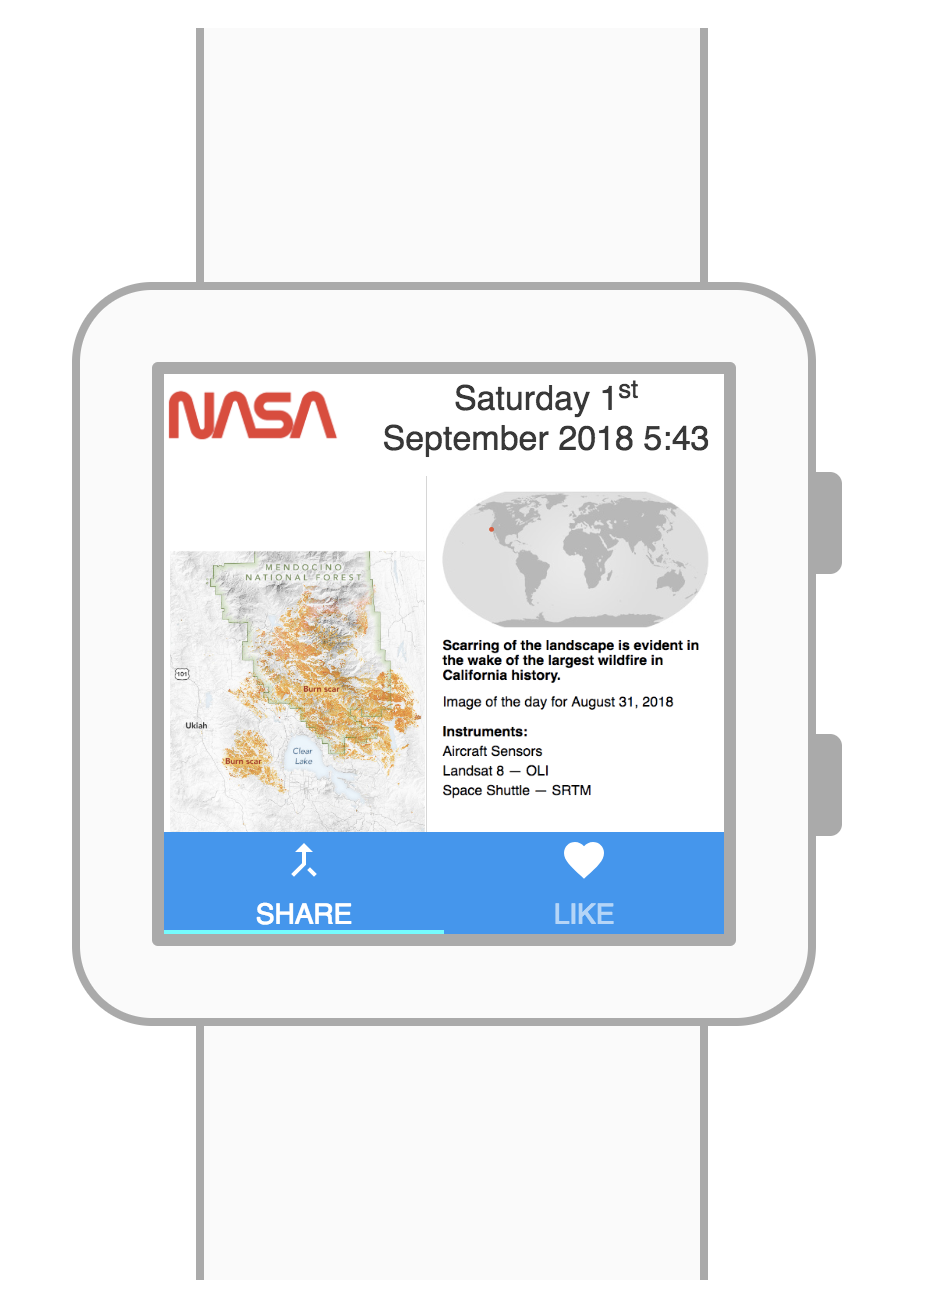 NASA
Saturday 1st
September 2018 5:43
MENDOCINO
NATIONAL FOREST
101
Burn scar
Ukiah
Clear
Lake
Burn scar
Scarring of the landscape is evident in
the wake of the largest wildfire in
California history.
Image of the day for August 31, 2018
Instruments:
Aircraft Sensors
Landsat 8 — OLI
Space Shuttle — SRTM
SHARE
LIKE